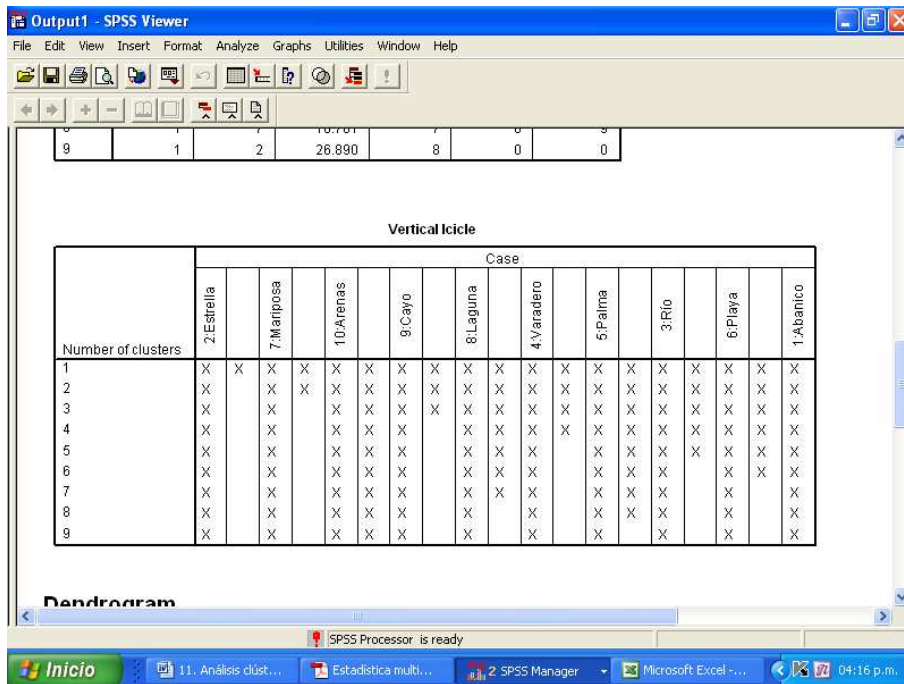 Output1 - SPSS Viewer
File Edit View Insert Format Analyze Graphs Utilities Window Help
9 1 2 26.890 8 0 0
Vertical Icicle
Case
Number of clusters 2:Estrella 7:Mariposa 10:Arenas 9:Cayo 8:Laguna 4:Varadero 5:Palma 3:Río 6:Playa 1:Abanico
1 X X X X X X X X X X X X X X X X X X X
2 X X X X X X X X X X X X X X X X X X
3 X X X X X X X X X X X X X X X X X
4 X X X X X X X X X X X X X X X X
5 X X X X X X X X X X X X X X X
6 X X X X X X X X X X X X X X
7 X X X X X X X X X X X X X
8 X X X X X X X X X X X X
9 X X X X X X X X X X X
Dendrogram
SPSS Processor is ready
Inicio 11. Análisis clúst... Estadística multi... 2 SPSS Manager Microsoft Excel -... 04:16 p.m.